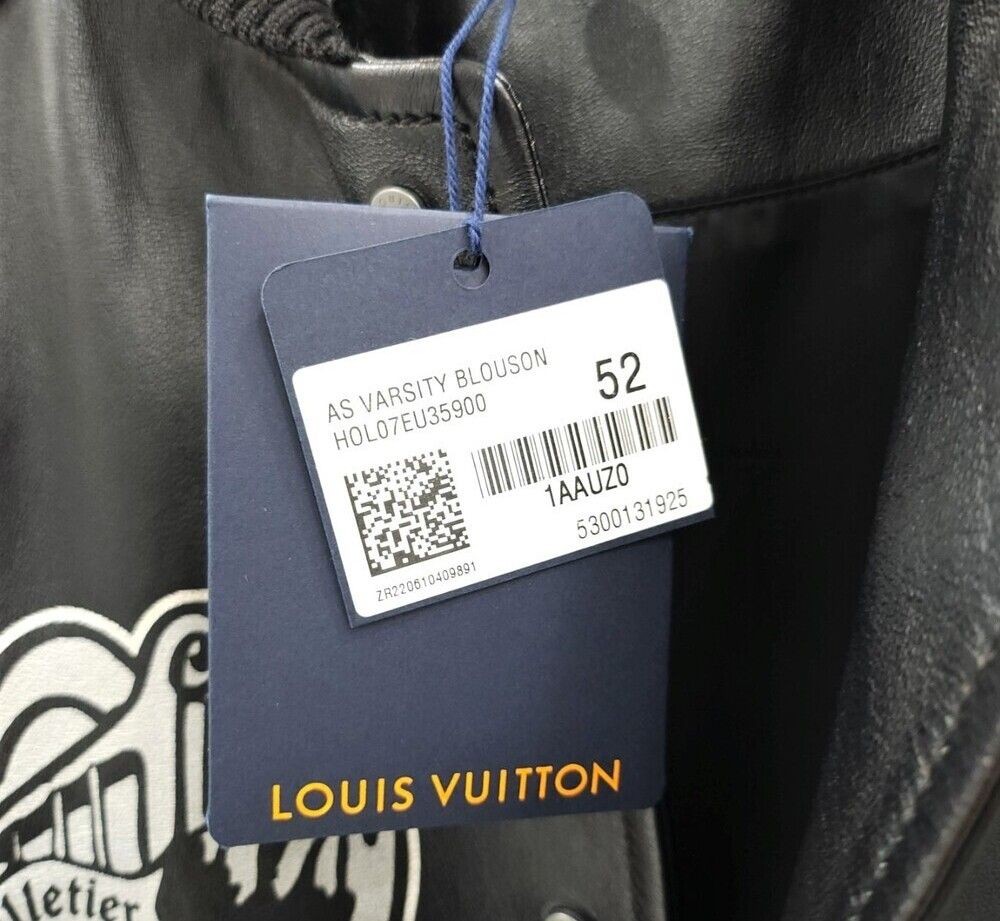 AS VARSITY BLOUSON
HOL07EU35900
52
1AAUZ0
5300131925
ZR220610409891
LOUIS VUITTON
lletier